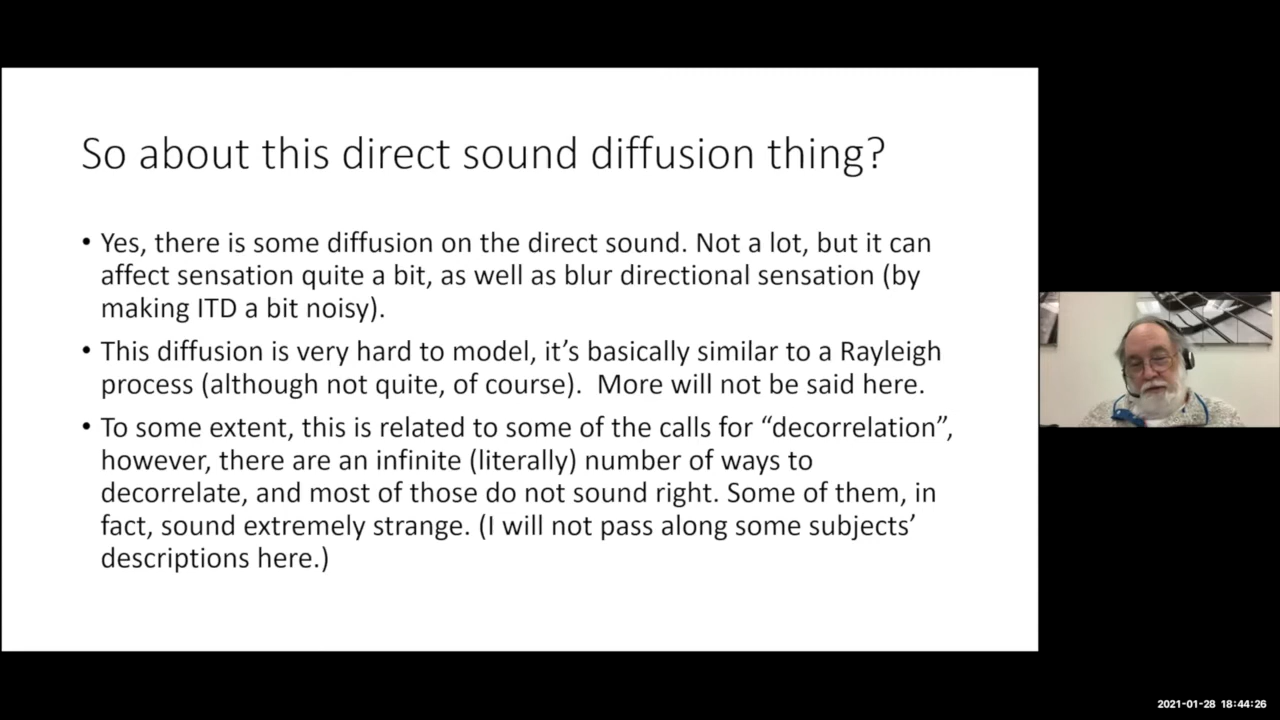 So about this direct sound diffusion thing?
• Yes, there is some diffusion on the direct sound. Not a lot, but it can
affect sensation quite a bit, as well as blur directional sensation (by
making ITD a bit noisy).
• This diffusion is very hard to model, it’s basically similar to a Rayleigh
process (although not quite, of course).  More will not be said here.
• To some extent, this is related to some of the calls for “decorrelation”,
however, there are an infinite (literally) number of ways to
decorrelate, and most of those do not sound right. Some of them, in
fact, sound extremely strange. (I will not pass along some subjects’
descriptions here.)
2021-01-28 18:44:26